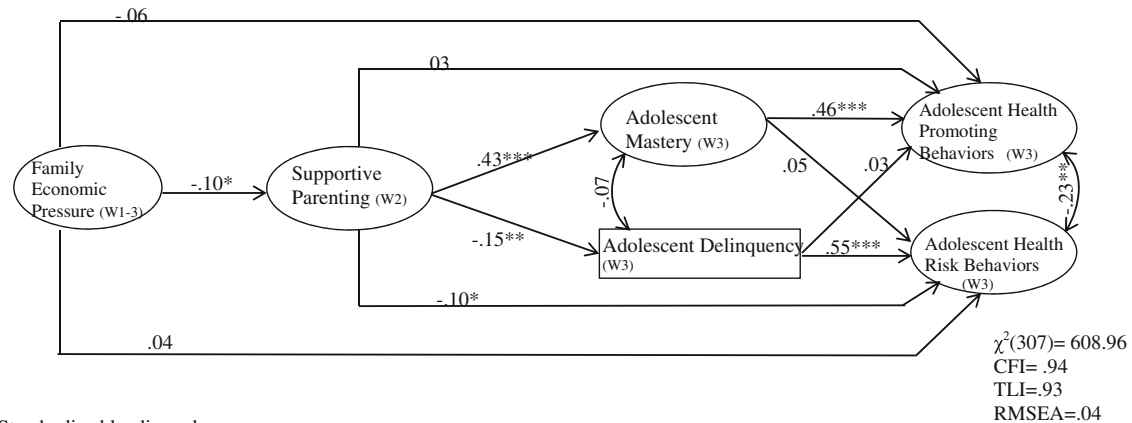 - .06
.03
Family
Economic
Pressure (W1-3)
-.10*
Supportive
Parenting (W2)
.43***
-.15**
Adolescent
Mastery (W3)
-.07
Adolescent Delinquency
(W3)
.46***
.05
.03
.55***
Adolescent Health
Promoting
Behaviors (W3)
-.23**
Adolescent Health
Risk Behaviors
(W3)
-.10*
.04
χ²(307)= 608.96
CFI= .94
TLI=.93
RMSEA=.04